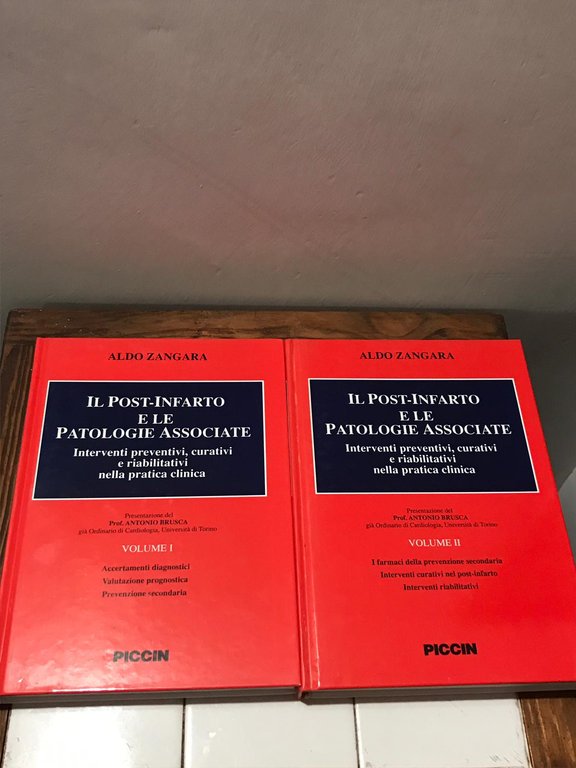 ALDO ZANGARA
IL POST-INFARTO
E LE
PATOLOGIE ASSOCIATE
Interventi preventivi, curativi
e riabilitativi
nella pratica clinica
Presentazione del
Prof. ANTONIO BRUSCA
già Ordinario di Cardiologia, Università di Torino
VOLUME I
Accertamenti diagnostici
Valutazione prognostica
Prevenzione secondaria
PICCIN
ALDO ZANGARA
IL POST-INFARTO
E LE
PATOLOGIE ASSOCIATE
Interventi preventivi, curativi
e riabilitativi
nella pratica clinica
Presentazione del
Prof. ANTONIO BRUSCA
già Ordinario di Cardiologia, Università di Torino
VOLUME II
I farmaci della prevenzione secondaria
Interventi curativi nel post-infarto
Interventi riabilitativi
PICCIN